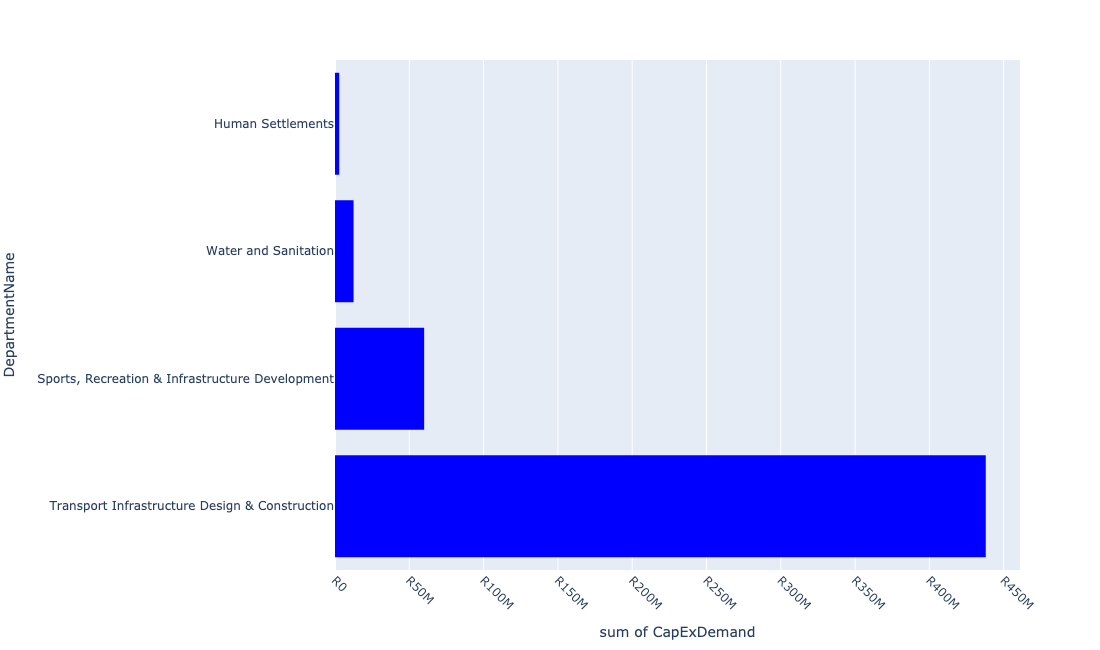 Human Settlements
Water and Sanitation
DepartmentName
Sports, Recreation & Infrastructure Development
Transport Infrastructure Design & Construction
R0
R50M
R100M
R150M
R200M
R250M
R300M
R350M
R400M
R450M
sum of CapExDemand